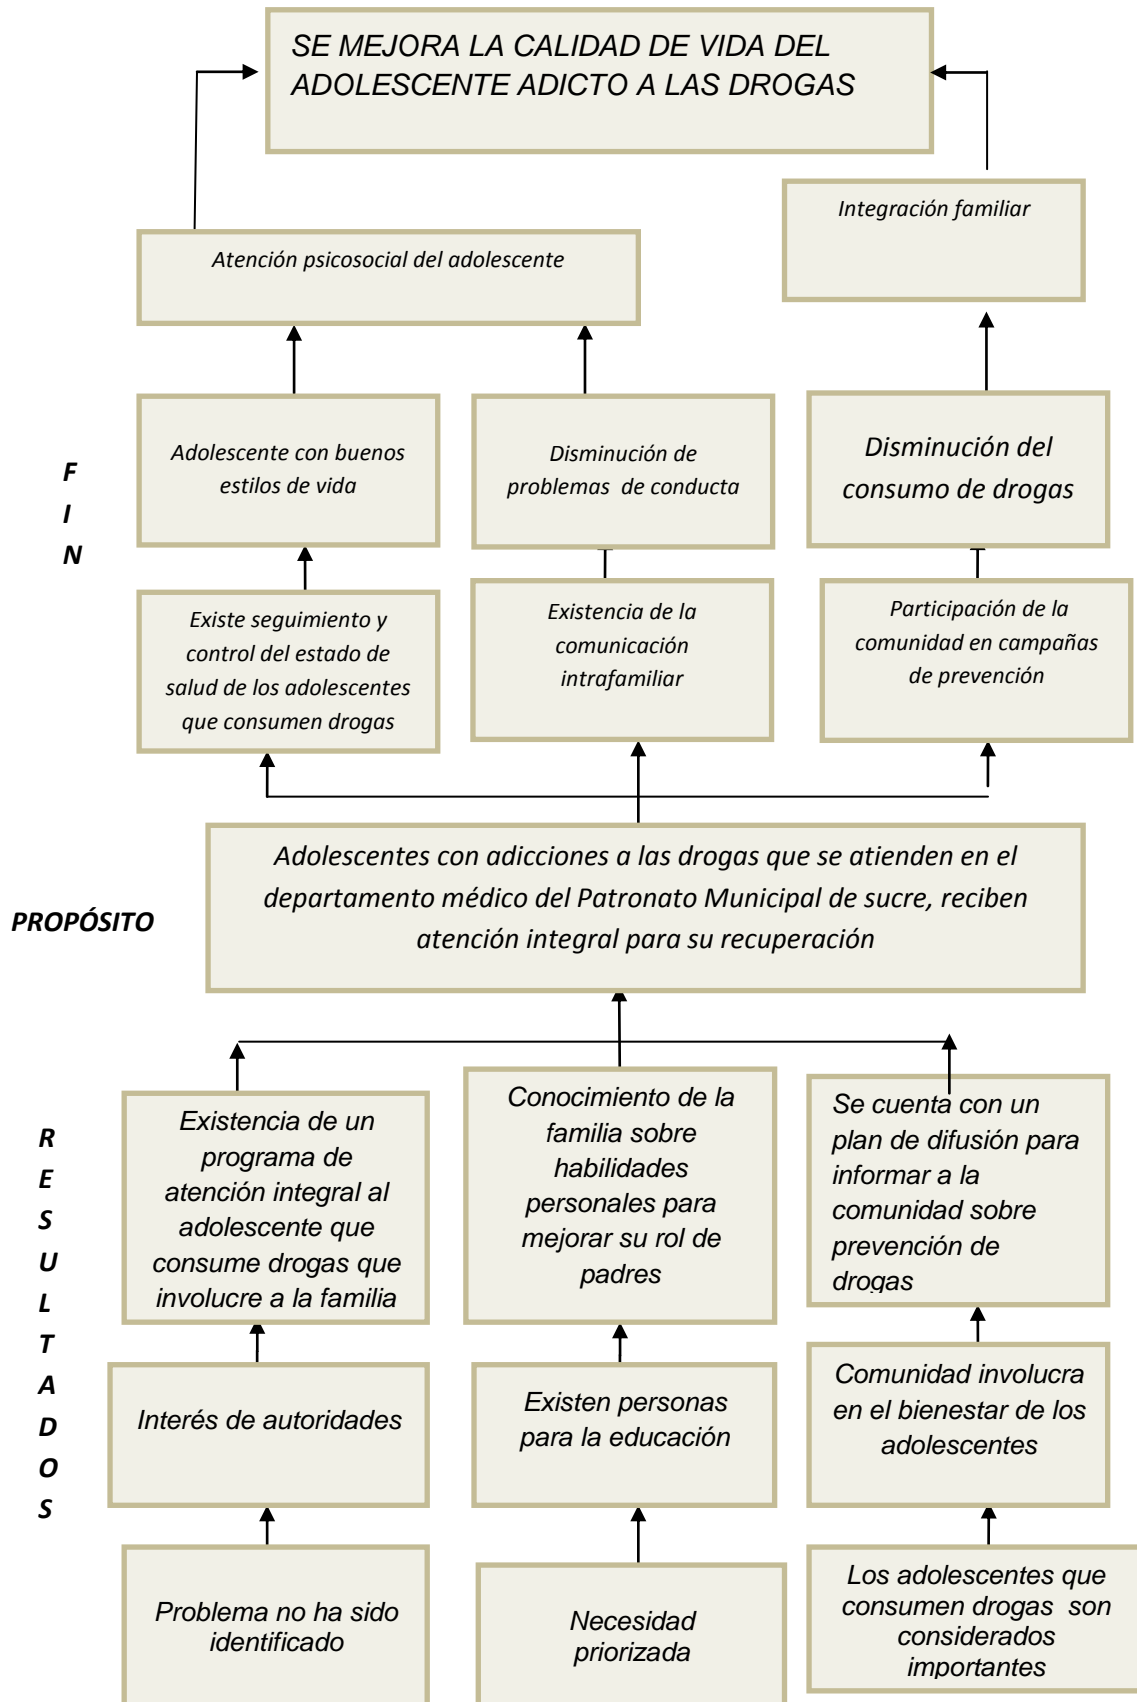 SE MEJORA LA CALIDAD DE VIDA DEL
ADOLESCENTE ADICTO A LAS DROGAS
Integración familiar
Atención psicosocial del adolescente
F
I
N
Adolescente con buenos
estilos de vida
Disminución de
problemas de conducta
Disminución del
consumo de drogas
Existe seguimiento y
control del estado de
salud de los adolescentes
que consumen drogas
Existencia de la
comunicación
intrafamiliar
Participación de la
comunidad en campañas
de prevención
PROPÓSITO
Adolescentes con adicciones a las drogas que se atienden en el
departamento médico del Patronato Municipal de sucre, reciben
atención integral para su recuperación
R
E
S
U
L
T
A
D
O
S
Existencia de un
programa de
atención integral al
adolescente que
consume drogas que
involucre a la familia
Conocimiento de la
familia sobre
habilidades
personales para
mejorar su rol de
padres
Se cuenta con un
plan de difusión para
informar a la
comunidad sobre
prevención de
drogas
Interés de autoridades
Existen personas
para la educación
Comunidad involucra
en el bienestar de los
adolescentes
Problema no ha sido
identificado
Necesidad
priorizada
Los adolescentes que
consumen drogas son
considerados
importantes